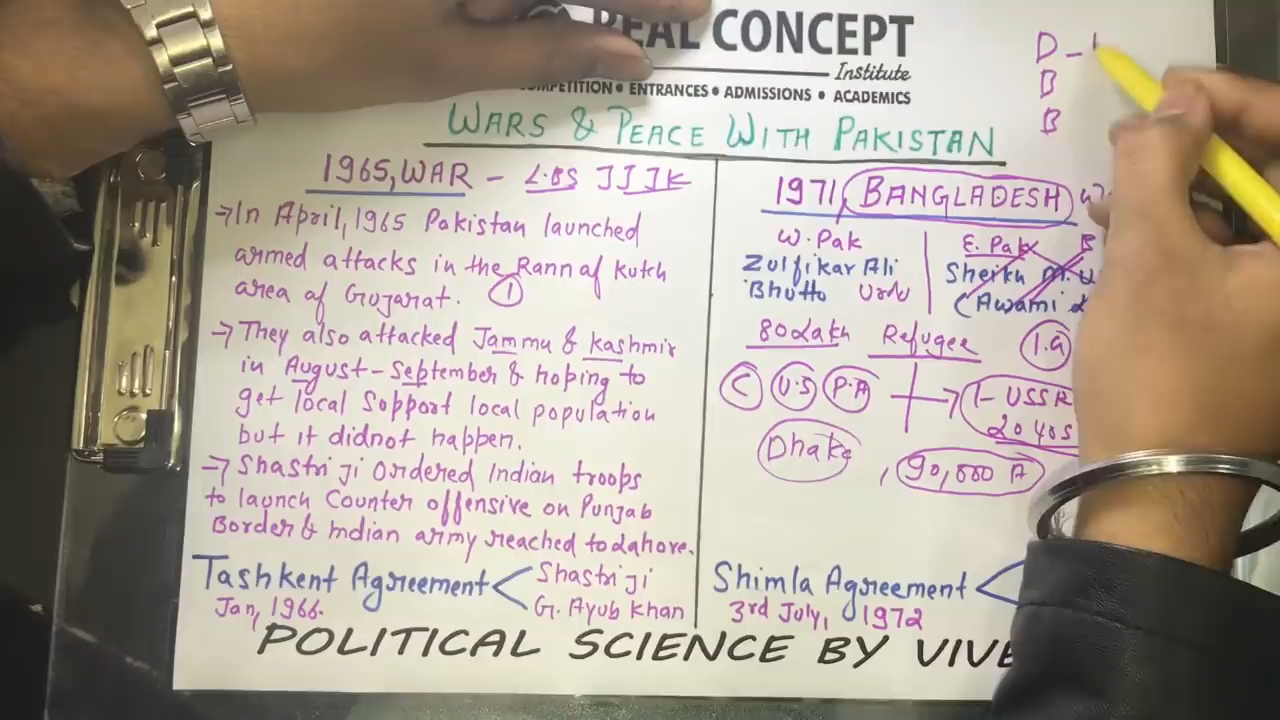 REAL CONCEPT
Institute
COMPETITION • ENTRANCES • ADMISSIONS • ACADEMICS
D -
B
B
WARS & PEACE WITH PAKISTAN
1965, WAR - L.BS JJJK
→In April, 1965 Pakistan launched
armed attacks in the Rann of Kutch
area of Gujarat. 1
→They also attacked Jammu & Kashmir
in August-September & hoping to
get local Support local population
but it didnot happen.
→Shastri Ji Ordered Indian troops
to launch Counter offensive on Punjab
Border & Indian army reached to Lahore.
Tashkent Agreement
Jan, 1966.
Shastri Ji
G. Ayub Khan
1971, BANGLADESH
W. Pak
Zulfikar Ali
Bhutto Urdu
E. Pak B
Sheikh M.
(Awami
80 Lakh Refugee I.G
C U.S P.A → 1- USSR
20 yrs
Dhaka, 90,000 A
Shimla Agreement
3rd July, 1972
POLITICAL SCIENCE BY